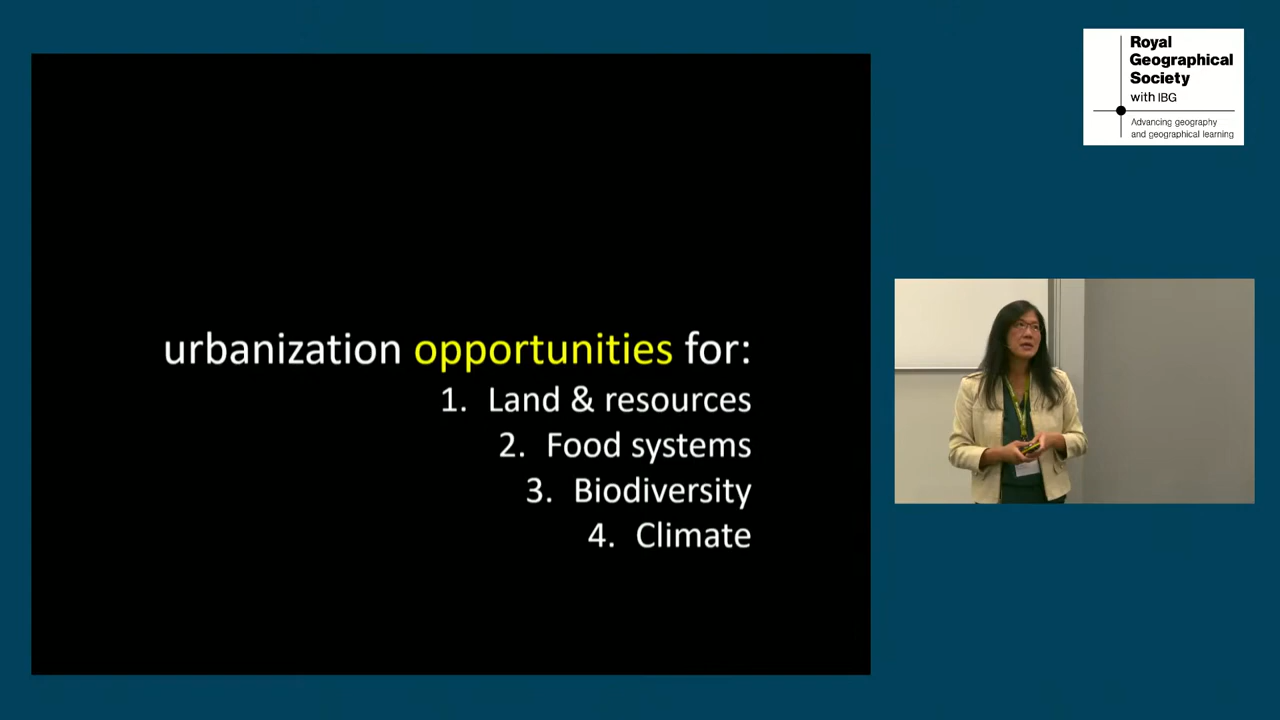 Royal
Geographical
Society
with IBG
Advancing geography
and geographical learning
urbanization opportunities for:
1. Land & resources
2. Food systems
3. Biodiversity
4. Climate